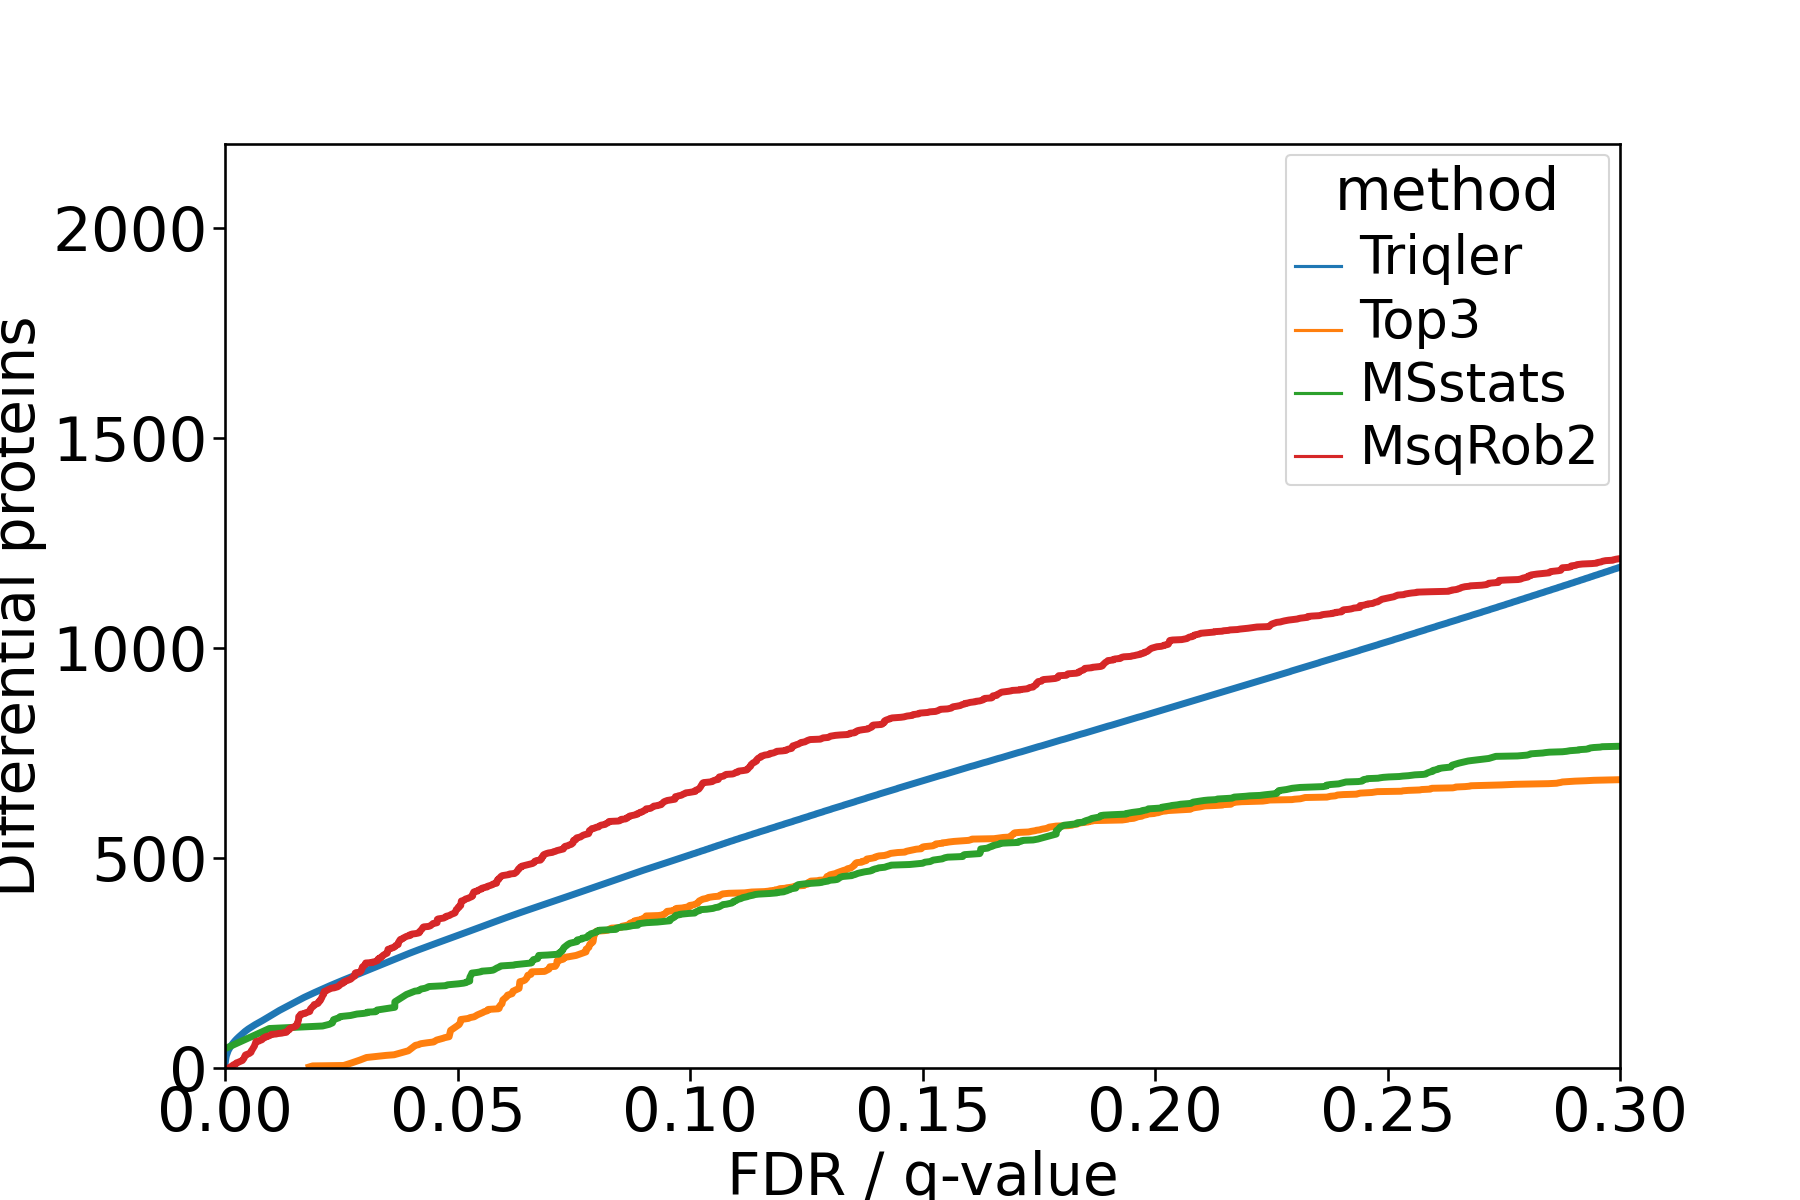 method
Triqler
Top3
MSstats
MsqRob2
Differential proteins
2000
1500
1000
500
0
0.00 0.05 0.10 0.15 0.20 0.25 0.30
FDR / q-value